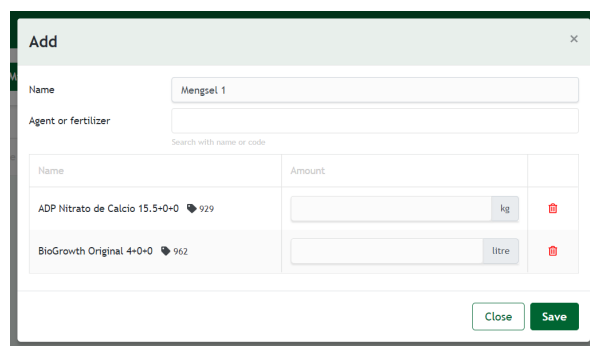 Add
×
Name
Mengsel 1
Agent or fertilizer
Search with name or code
Name Amount
ADP Nitrato de Calcio 15.5+0+0 929 kg
BioGrowth Original 4+0+0 962 litre
Close Save